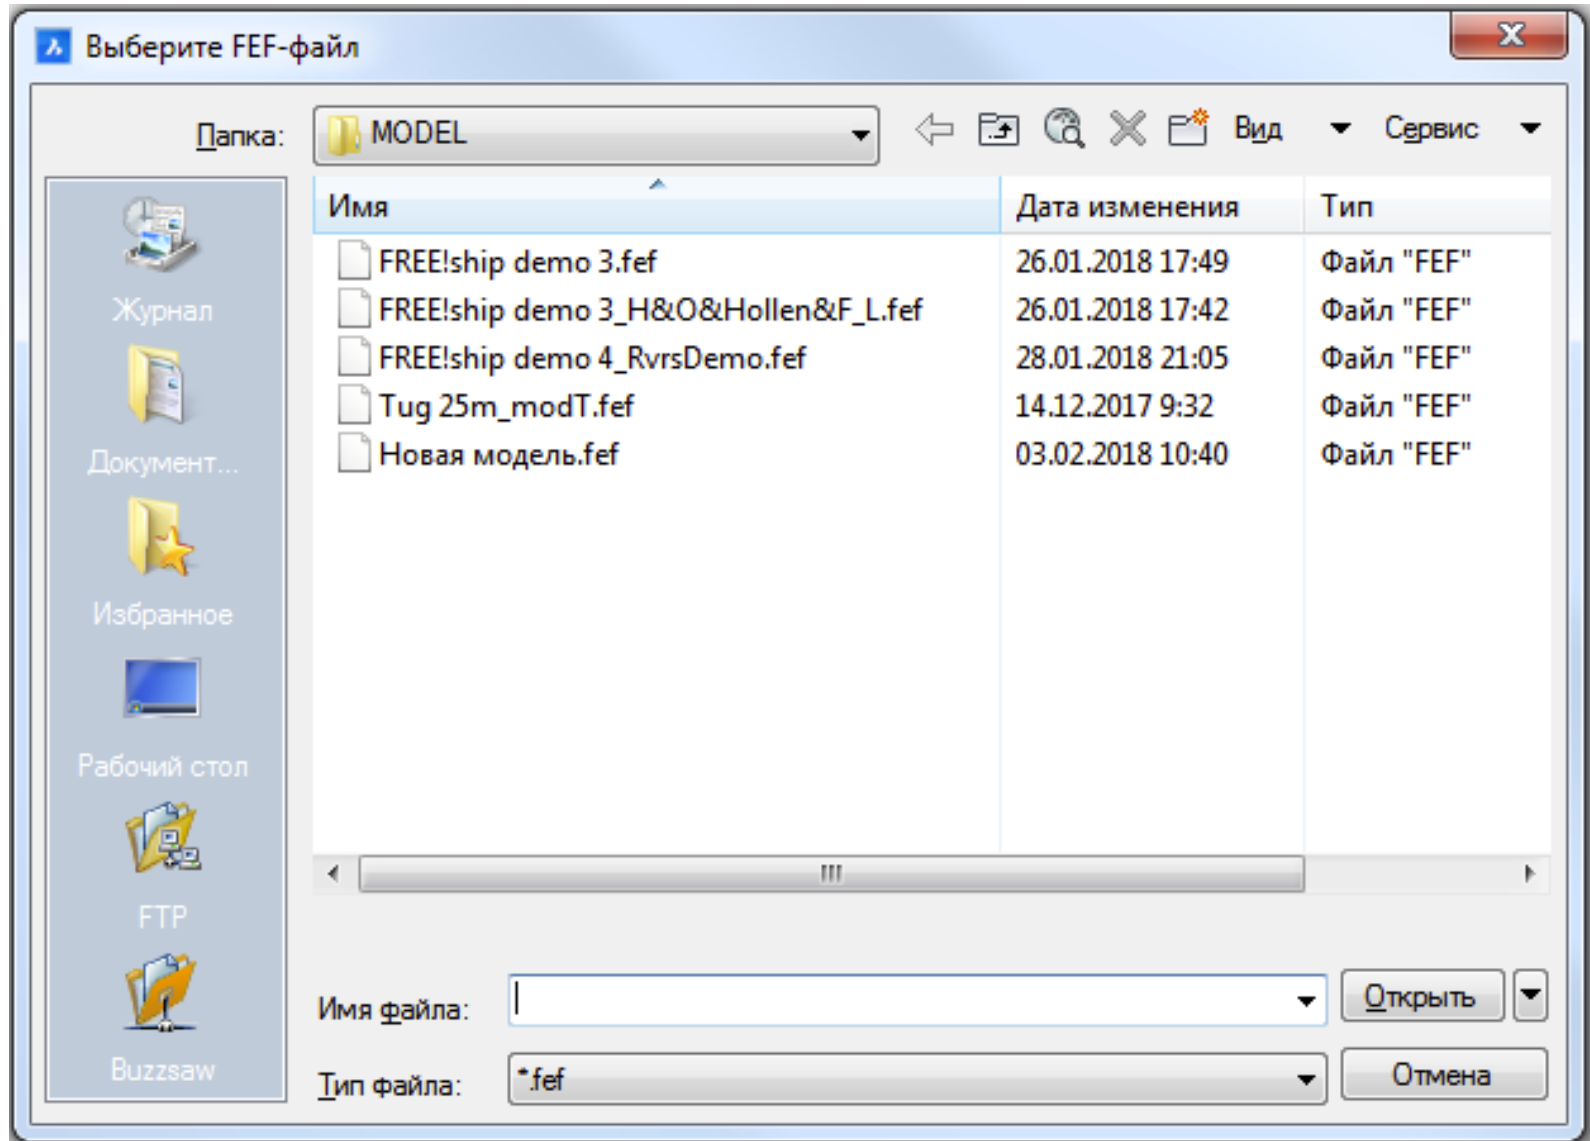 Выберите FEF-файл
Папка: MODEL Вид Сервис
Имя Дата изменения Тип
FREE!ship demo 3.fef 26.01.2018 17:49 Файл "FEF"
FREE!ship demo 3_H&O&Hollen&F_L.fef 26.01.2018 17:42 Файл "FEF"
FREE!ship demo 4_RvrsDemo.fef 28.01.2018 21:05 Файл "FEF"
Tug 25m_modT.fef 14.12.2017 9:32 Файл "FEF"
Новая модель.fef 03.02.2018 10:40 Файл "FEF"
Журнал
Документ...
Избранное
Рабочий стол
FTP
Buzzsaw
Имя файла: Открыть
Тип файла: *.fef Отмена